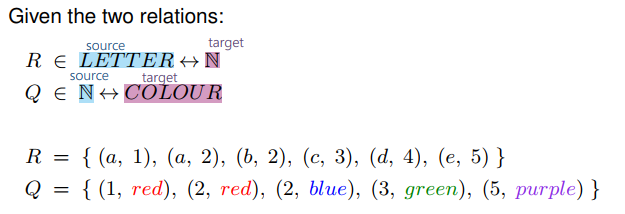 Given the two relations:
source target
R ∈ LETTER ↔ ℕ
source target
Q ∈ ℕ ↔ COLOUR
R = { (a, 1), (a, 2), (b, 2), (c, 3), (d, 4), (e, 5) }
Q = { (1, red), (2, red), (2, blue), (3, green), (5, purple) }